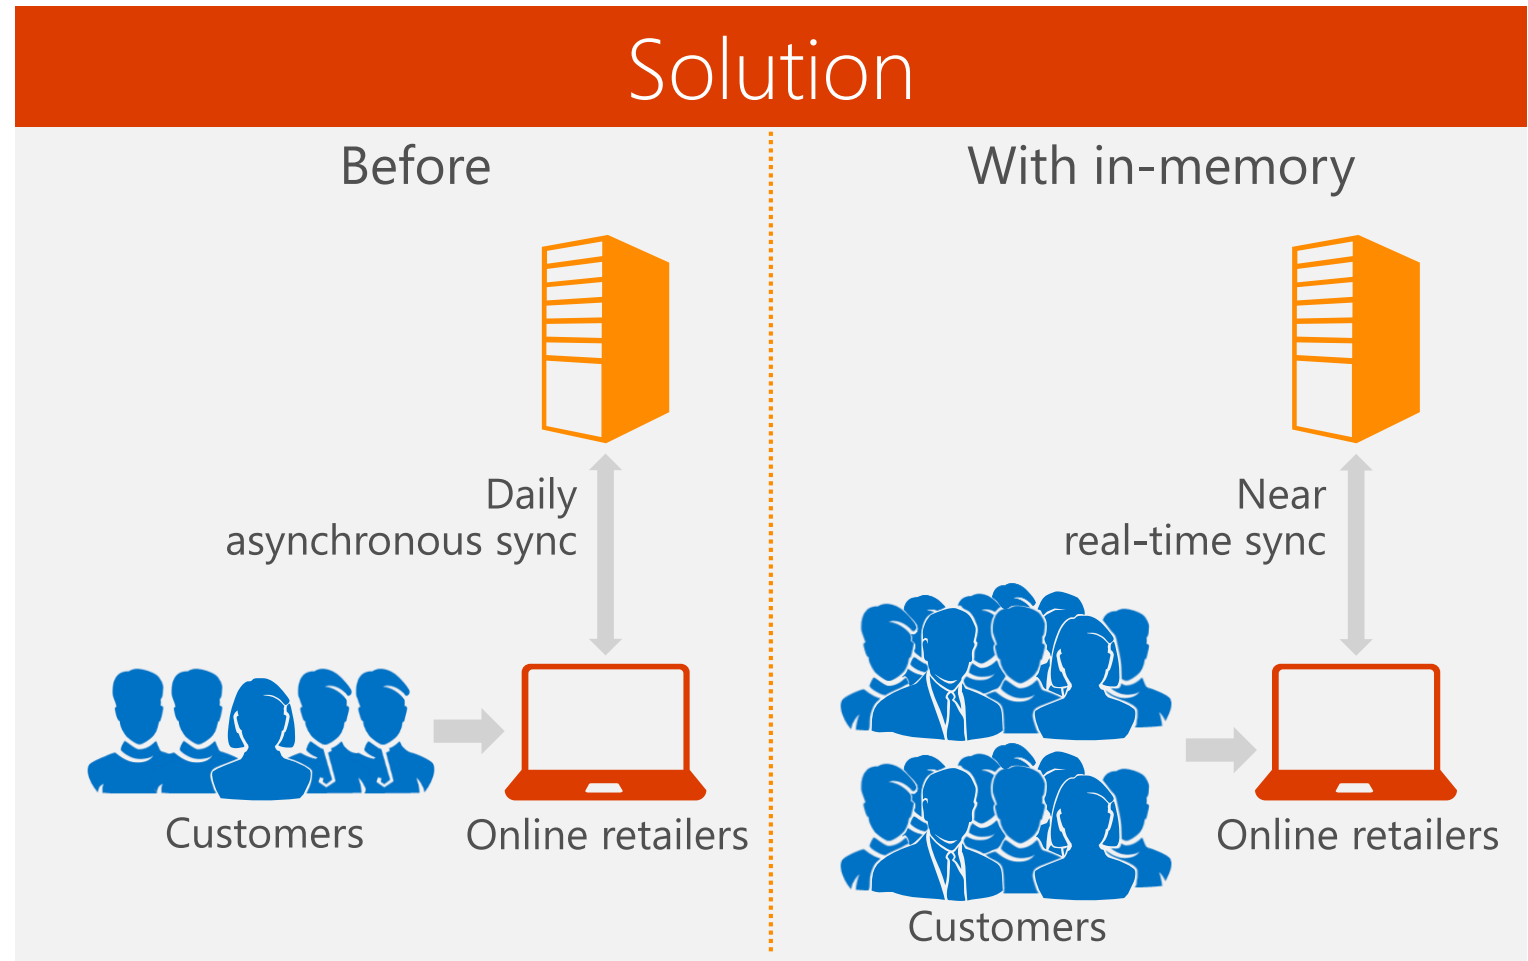 Solution
Before
Daily
asynchronous sync
Customers
Online retailers
With in-memory
Near
real-time sync
Customers
Online retailers